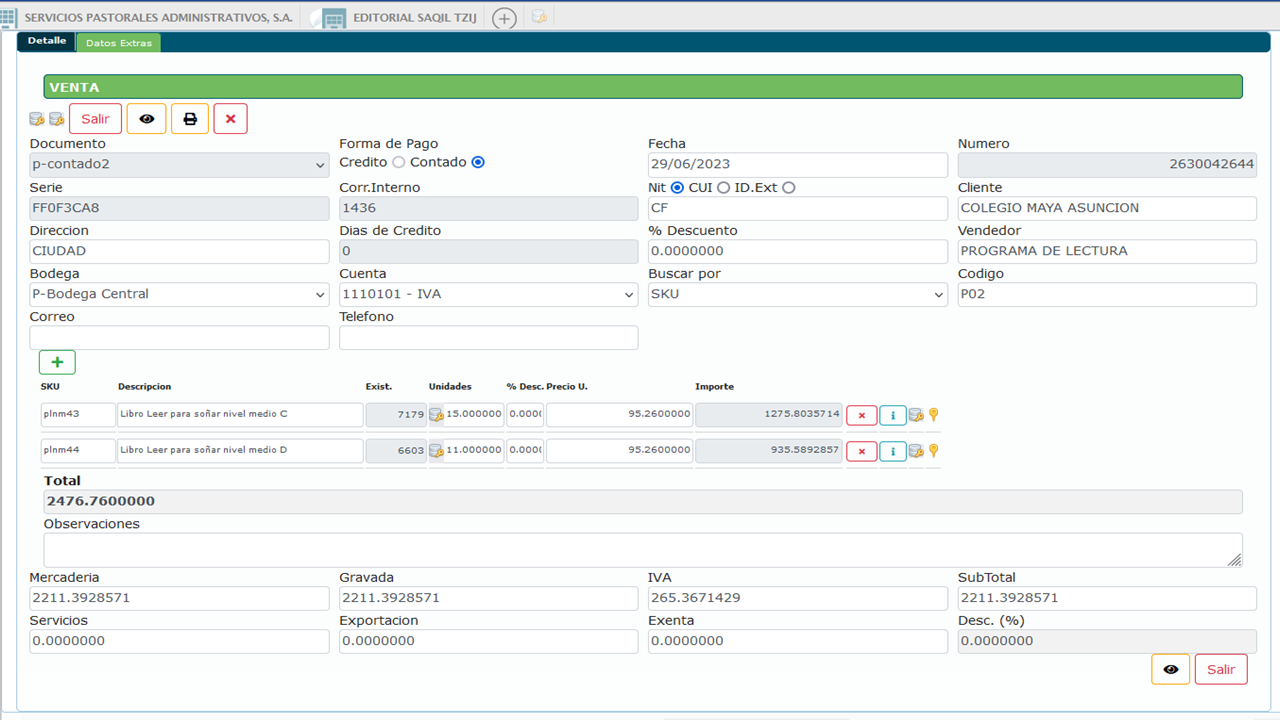 SERVICIOS PASTORALES ADMINISTRATIVOS, S.A. EDITORIAL SAQIL TZIJ
Detalle Datos Extras
VENTA
Salir
Documento Forma de Pago Fecha Numero
p-contado2 Credito Contado 29/06/2023 2630042644
Serie Corr.Interno Nit CUI ID.Ext Cliente
FF0F3CA8 1436 CF COLEGIO MAYA ASUNCION
Direccion Dias de Credito % Descuento Vendedor
CIUDAD 0 0.0000000 PROGRAMA DE LECTURA
Bodega Cuenta Buscar por Codigo
P-Bodega Central 1110101 - IVA SKU P02
Correo Telefono
+
SKU Descripcion Exist. Unidades % Desc. Precio U. Importe
plnm43 Libro Leer para soñar nivel medio C 7179 15.000000 0.000 95.2600000 1275.8035714
plnm44 Libro Leer para soñar nivel medio D 6603 11.000000 0.000 95.2600000 935.5892857
Total
2476.7600000
Observaciones
Mercaderia Gravada IVA SubTotal
2211.3928571 2211.3928571 265.3671429 2211.3928571
Servicios Exportacion Exenta Desc. (%)
0.0000000 0.0000000 0.0000000 0.0000000
Salir